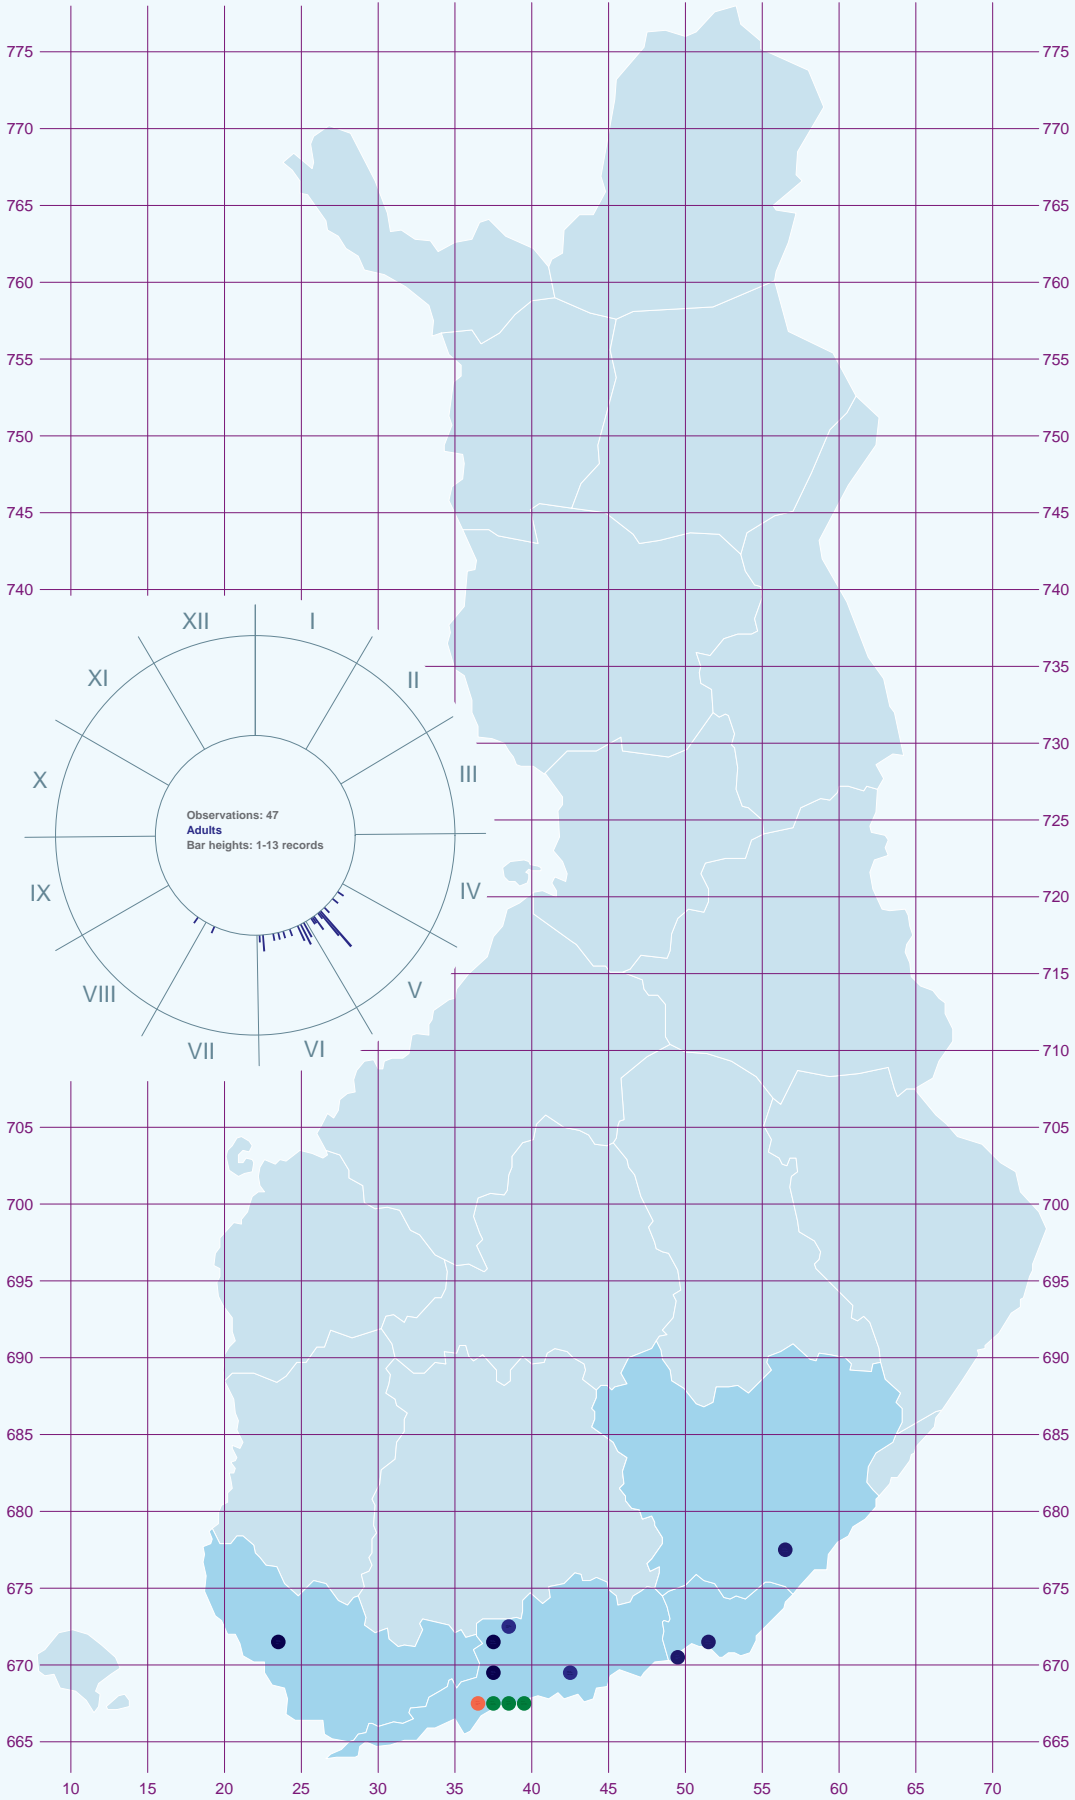 775 775
770 770
765 765
760 760
755 755
750 750
745 745
740 740
XII I
735
XI II
730
X III
Observations: 47
Adults
Bar heights: 1-13 records
725
IX IV
720
VIII V
715
VII VI
710
705 705
700 700
695 695
690 690
685 685
680 680
675 675
670 670
665 665
10 15 20 25 30 35 40 45 50 55 60 65 70